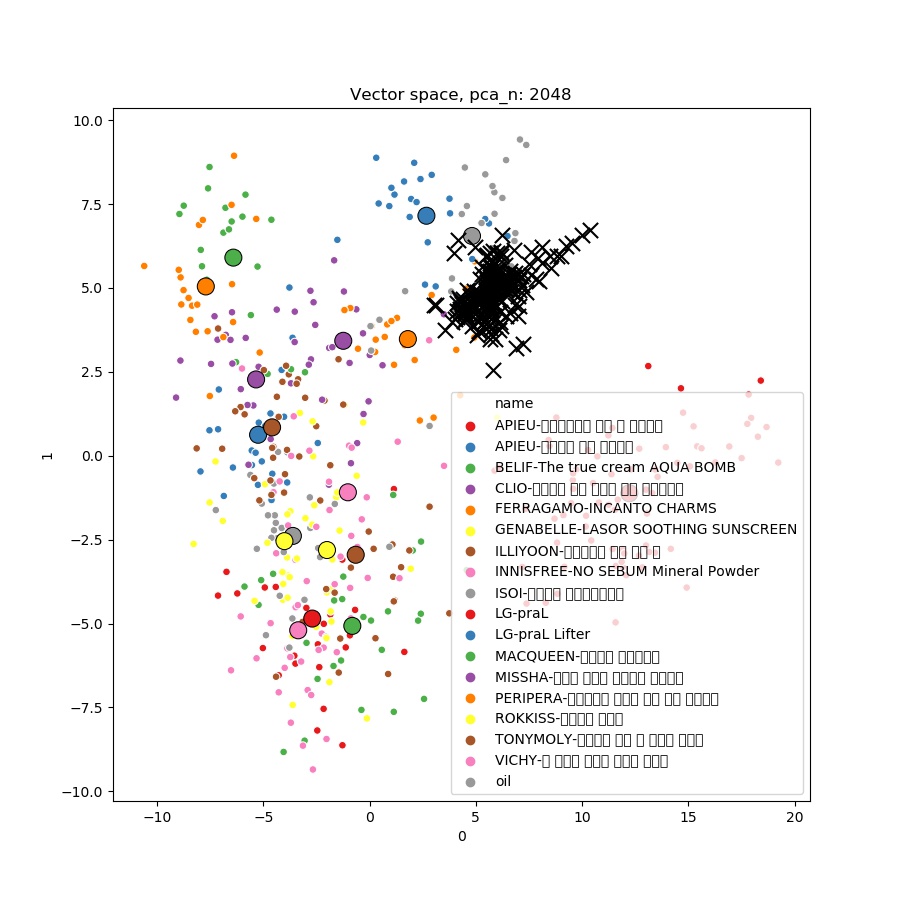 Vector space, pca_n: 2048
10.0
7.5
5.0
2.5
0.0
−2.5
−5.0
−7.5
−10.0
1
name
APIEU-
APIEU-
BELIF-The true cream AQUA BOMB
CLIO-
FERRAGAMO-INCANTO CHARMS
GENABELLE-LASOR SOOTHING SUNSCREEN
ILLIYOON-
INNISFREE-NO SEBUM Mineral Powder
ISOI-
LG-praL
LG-praL Lifter
MACQUEEN-
MISSHA-
PERIPERA-
ROKKISS-
TONYMOLY-
VICHY-
oil
−10 −5 0 5 10 15 20
0